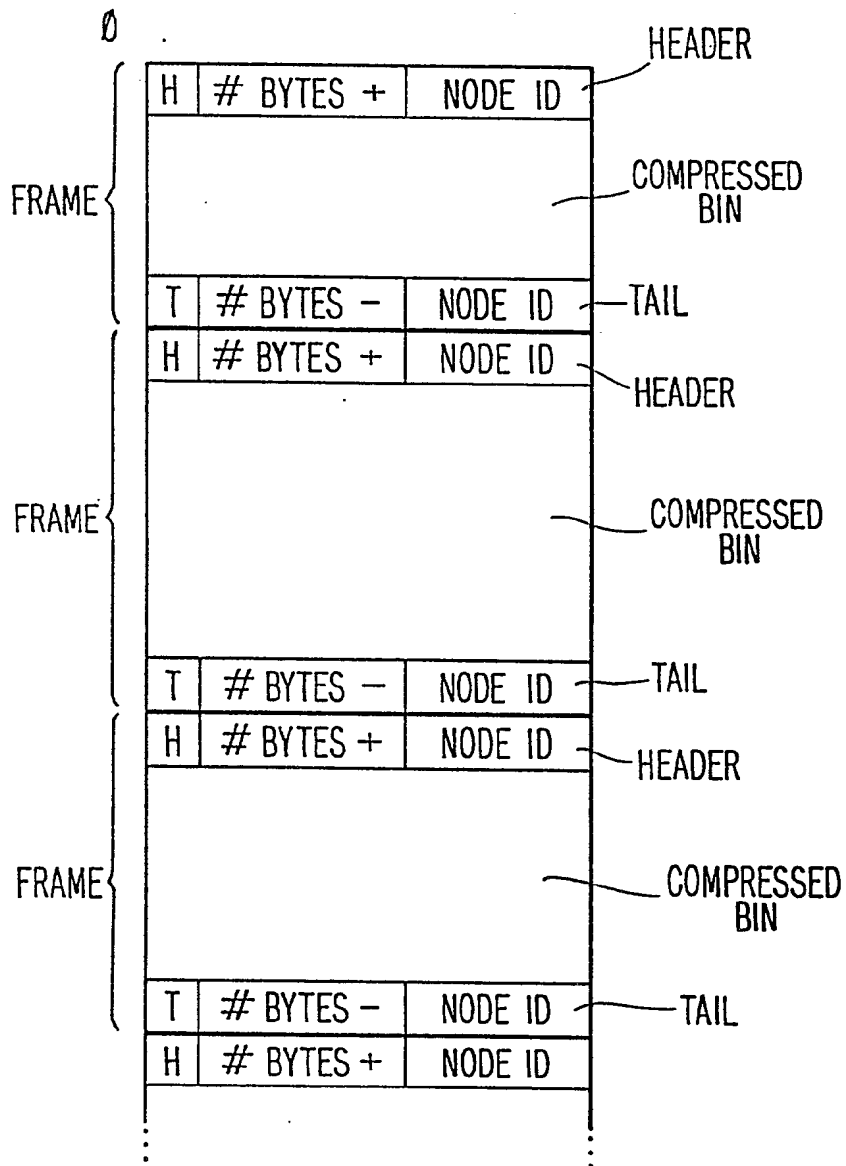 Ø
HEADER
H # BYTES + NODE ID
COMPRESSED
BIN
FRAME
T # BYTES - NODE ID
TAIL
H # BYTES + NODE ID
HEADER
FRAME
COMPRESSED
BIN
T # BYTES - NODE ID
TAIL
H # BYTES + NODE ID
HEADER
FRAME
COMPRESSED
BIN
T # BYTES - NODE ID
TAIL
H # BYTES + NODE ID